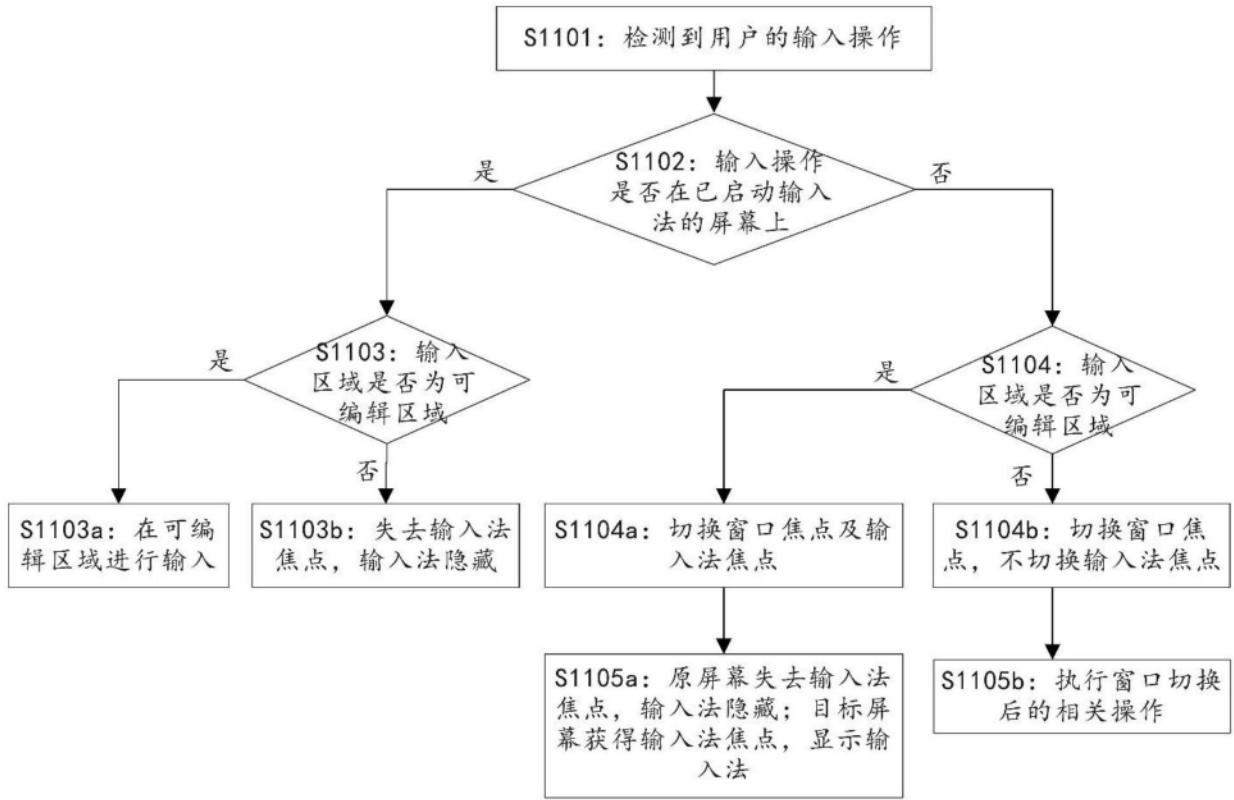 S1101: 检测到用户的输入操作
S1102: 输入操作
是否在已启动输入
法的屏幕上
是
否
S1103: 输入
区域是否为可
编辑区域
是
否
S1104: 输入
区域是否为可
编辑区域
是
否
S1103a: 在可编
辑区域进行输入
S1103b: 失去输入法
焦点, 输入法隐藏
S1104a: 切换窗口焦点及输
入法焦点
S1104b: 切换窗口焦
点, 不切换输入法焦点
S1105a: 原屏幕失去输入法
焦点, 输入法隐藏; 目标屏
幕获得输入法焦点, 显示输
入法
S1105b: 执行窗口切换
后的相关操作